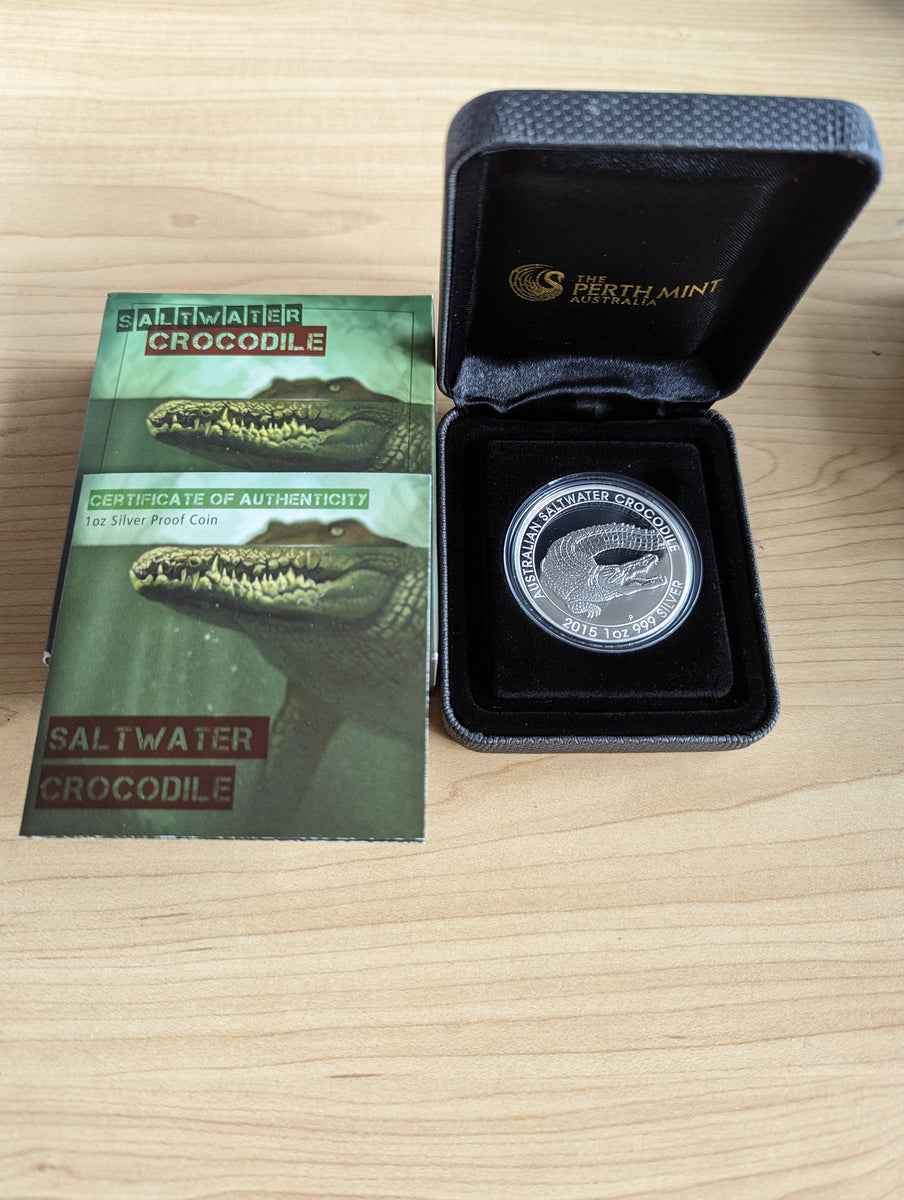 SALTWATER
CROCODILE
CERTIFICATE OF AUTHENTICITY
1oz Silver Proof Coin
SALTWATER
CROCODILE
THE
PERTH MINT
AUSTRALIA
AUSTRALIAN SALTWATER CROCODILE
P
2015 1oz 999 SILVER